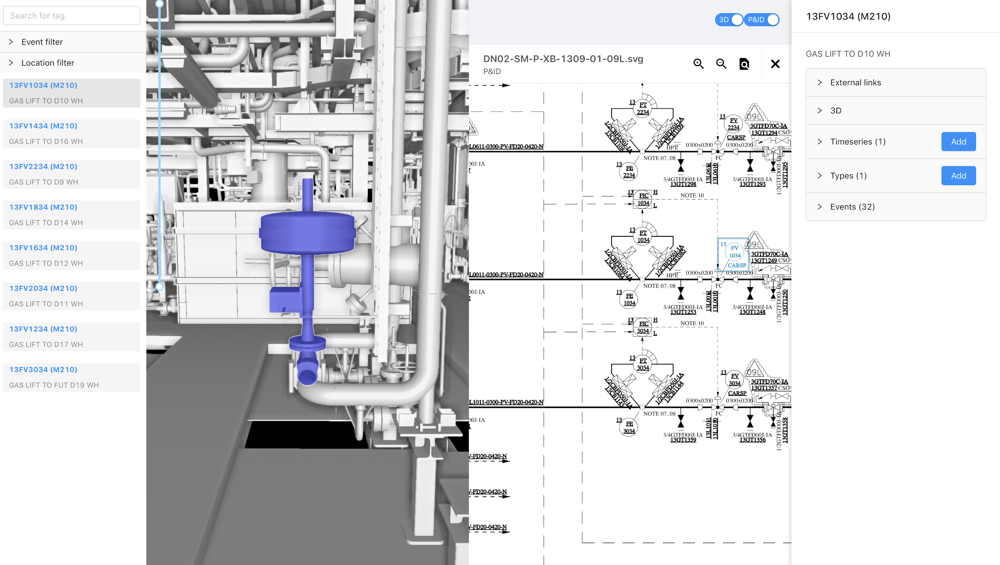 Search for tag
Event filter
Location filter
13FV1034 (M210)
GAS LIFT TO D10 WH
13FV1434 (M210)
GAS LIFT TO D16 WH
13FV2234 (M210)
GAS LIFT TO D9 WH
13FV1834 (M210)
GAS LIFT TO D14 WH
13FV1634 (M210)
GAS LIFT TO D12 WH
13FV2034 (M210)
GAS LIFT TO D11 WH
13FV1234 (M210)
GAS LIFT TO D17 WH
13FV3034 (M210)
GAS LIFT TO FUT D19 WH
3D
P&ID
DN02-SM-P-XB-1309-01-09L.svg
P&ID
13
FT
2234
1/2CBFD50J-IA
13CB1108
1/2CBFD50J-IA
13CB1109
13
FV
2234
CARSP
09L
3GTFD70C-IA
13GT1294 CSO
L0611-0300-PV-FD20-0420-N
HPT
0300x0200
0300x0200
FC
NOTE 07, 08
00J-IA
13
FE
2234
3/4GTFD00J-IA
13GT1298
13L0611
13L0610
3/4GTFD00J-IA
13GT1293
1/2GTFD00J-IA
13GT1295
13
FIC
1034
H
L
NOTE 10
13
FT
1034
1/2CBFD50J-IA
13CB1084
1/2CBFD50J-IA
13CB1085
13
FV
1034
CARSP
09L
3GTFD70C-IA
13GT1249 CSO
L0011-0300-PV-FD20-0420-N
HPT
0300x0200
0300x0200
FC
NOTE 07, 08
00J-IA
2
13
FE
1034
3/4GTFD00J-IA
13GT1253
13L0011
13L0010
3/4GTFD00J-IA
13GT1248
1/2GTFD00J-IA
13GT1250
13
FIC
3034
H
L
NOTE 10
13
FT
3034
1/2CBFD50J-IA
13CB1143
1/2CBFD50J-IA
13CB1144
13
FV
3034
CARSP
09L
3GTFD70C-IA
13GT1357 CSO
L1011-0300-PV-FD20-0420-N
0300x0200
0300x0200
FC
NOTE 07, 08
00J-IA
1
13
FE
3034
3/4GTFD00J-IA
13GT1359
13L1011
13L1010
3/4GTFD00J-IA
13GT1356
1/2GTFD00J-IA
13GT1358
V-FD20-0420-N
V-FD20-0420-N
V-FD20-0420-N
13FV1034 (M210)
GAS LIFT TO D10 WH
External links
3D
Timeseries (1)
Add
Types (1)
Add
Events (32)